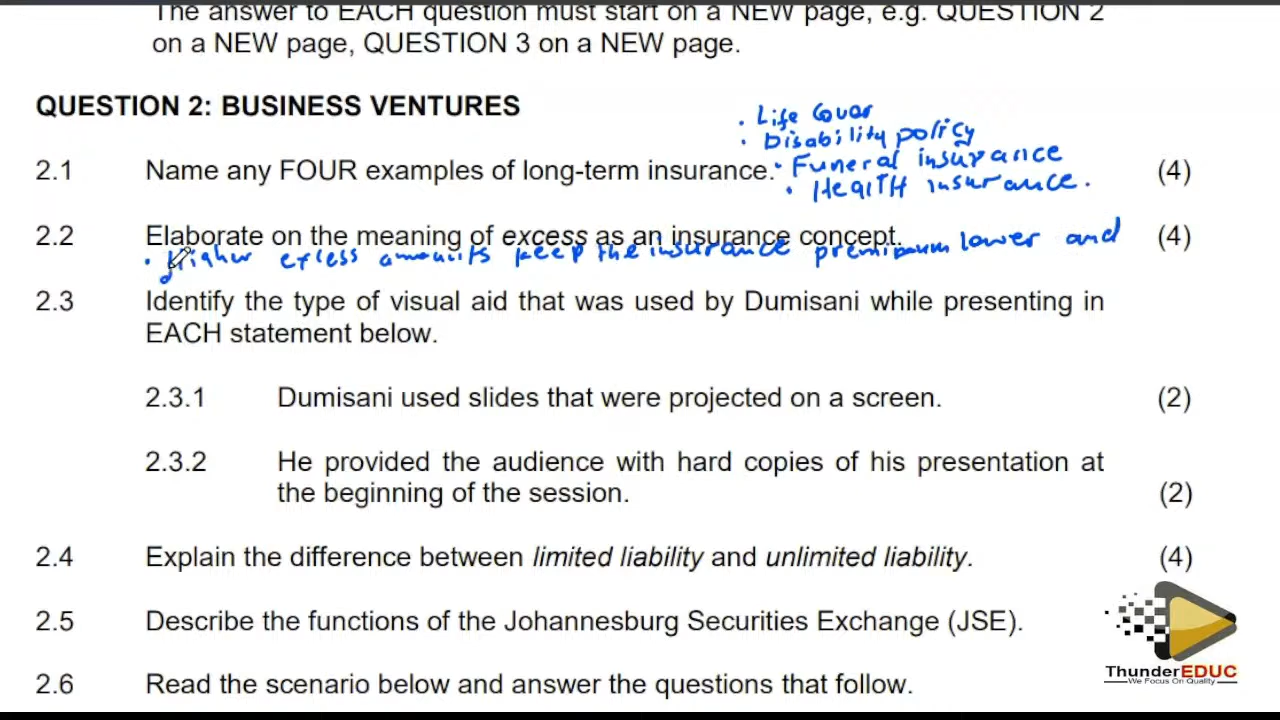 The answer to EACH question must start on a NEW page, e.g. QUESTION 2
on a NEW page, QUESTION 3 on a NEW page.
QUESTION 2: BUSINESS VENTURES
• Life Cover
• Disability policy
2.1 Name any FOUR examples of long-term insurance. • Funeral insurance (4)
• Health insurance.
2.2 Elaborate on the meaning of excess as an insurance concept. (4)
• Higher excess amounts keep the insurance premium lower and
2.3 Identify the type of visual aid that was used by Dumisani while presenting in
EACH statement below.
2.3.1 Dumisani used slides that were projected on a screen. (2)
2.3.2 He provided the audience with hard copies of his presentation at
the beginning of the session. (2)
2.4 Explain the difference between limited liability and unlimited liability. (4)
2.5 Describe the functions of the Johannesburg Securities Exchange (JSE).
2.6 Read the scenario below and answer the questions that follow.
ThunderEDUC
We Focus On Quality